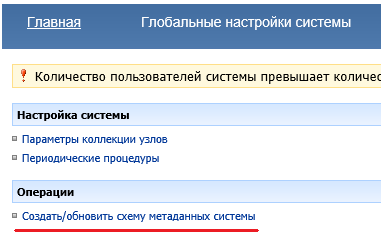 Главная Глобальные настройки системы
Количество пользователей системы превышает количес
Настройка системы
Параметры коллекции узлов
Периодические процедуры
Операции
Создать/обновить схему метаданных системы